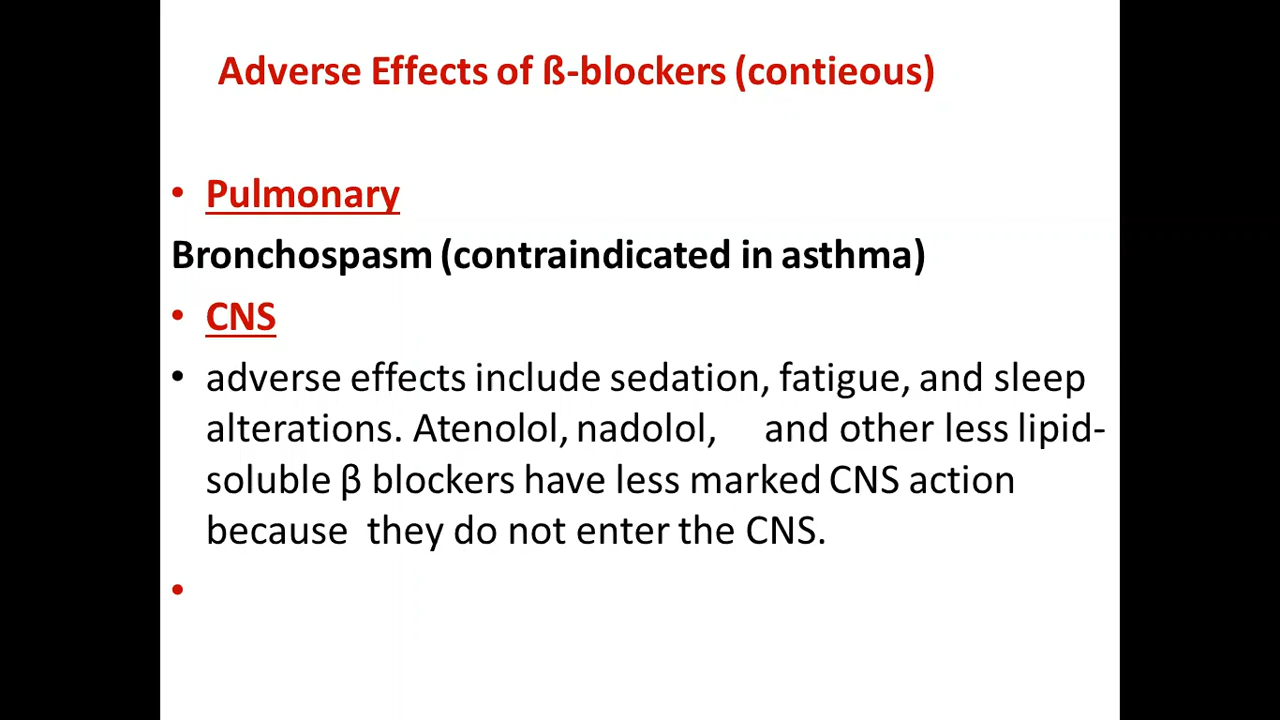 Adverse Effects of ß-blockers (contieous)
• Pulmonary
Bronchospasm (contraindicated in asthma)
• CNS
• adverse effects include sedation, fatigue, and sleep
alterations. Atenolol, nadolol, and other less lipid-
soluble β blockers have less marked CNS action
because they do not enter the CNS.
•